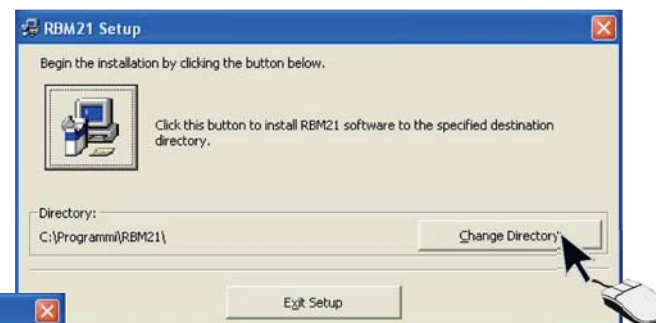 RBM21 Setup
Begin the installation by clicking the button below.
Click this button to install RBM21 software to the specified destination
directory.
Directory:
C:\Programmi\RBM21\
Change Directory
Exit Setup